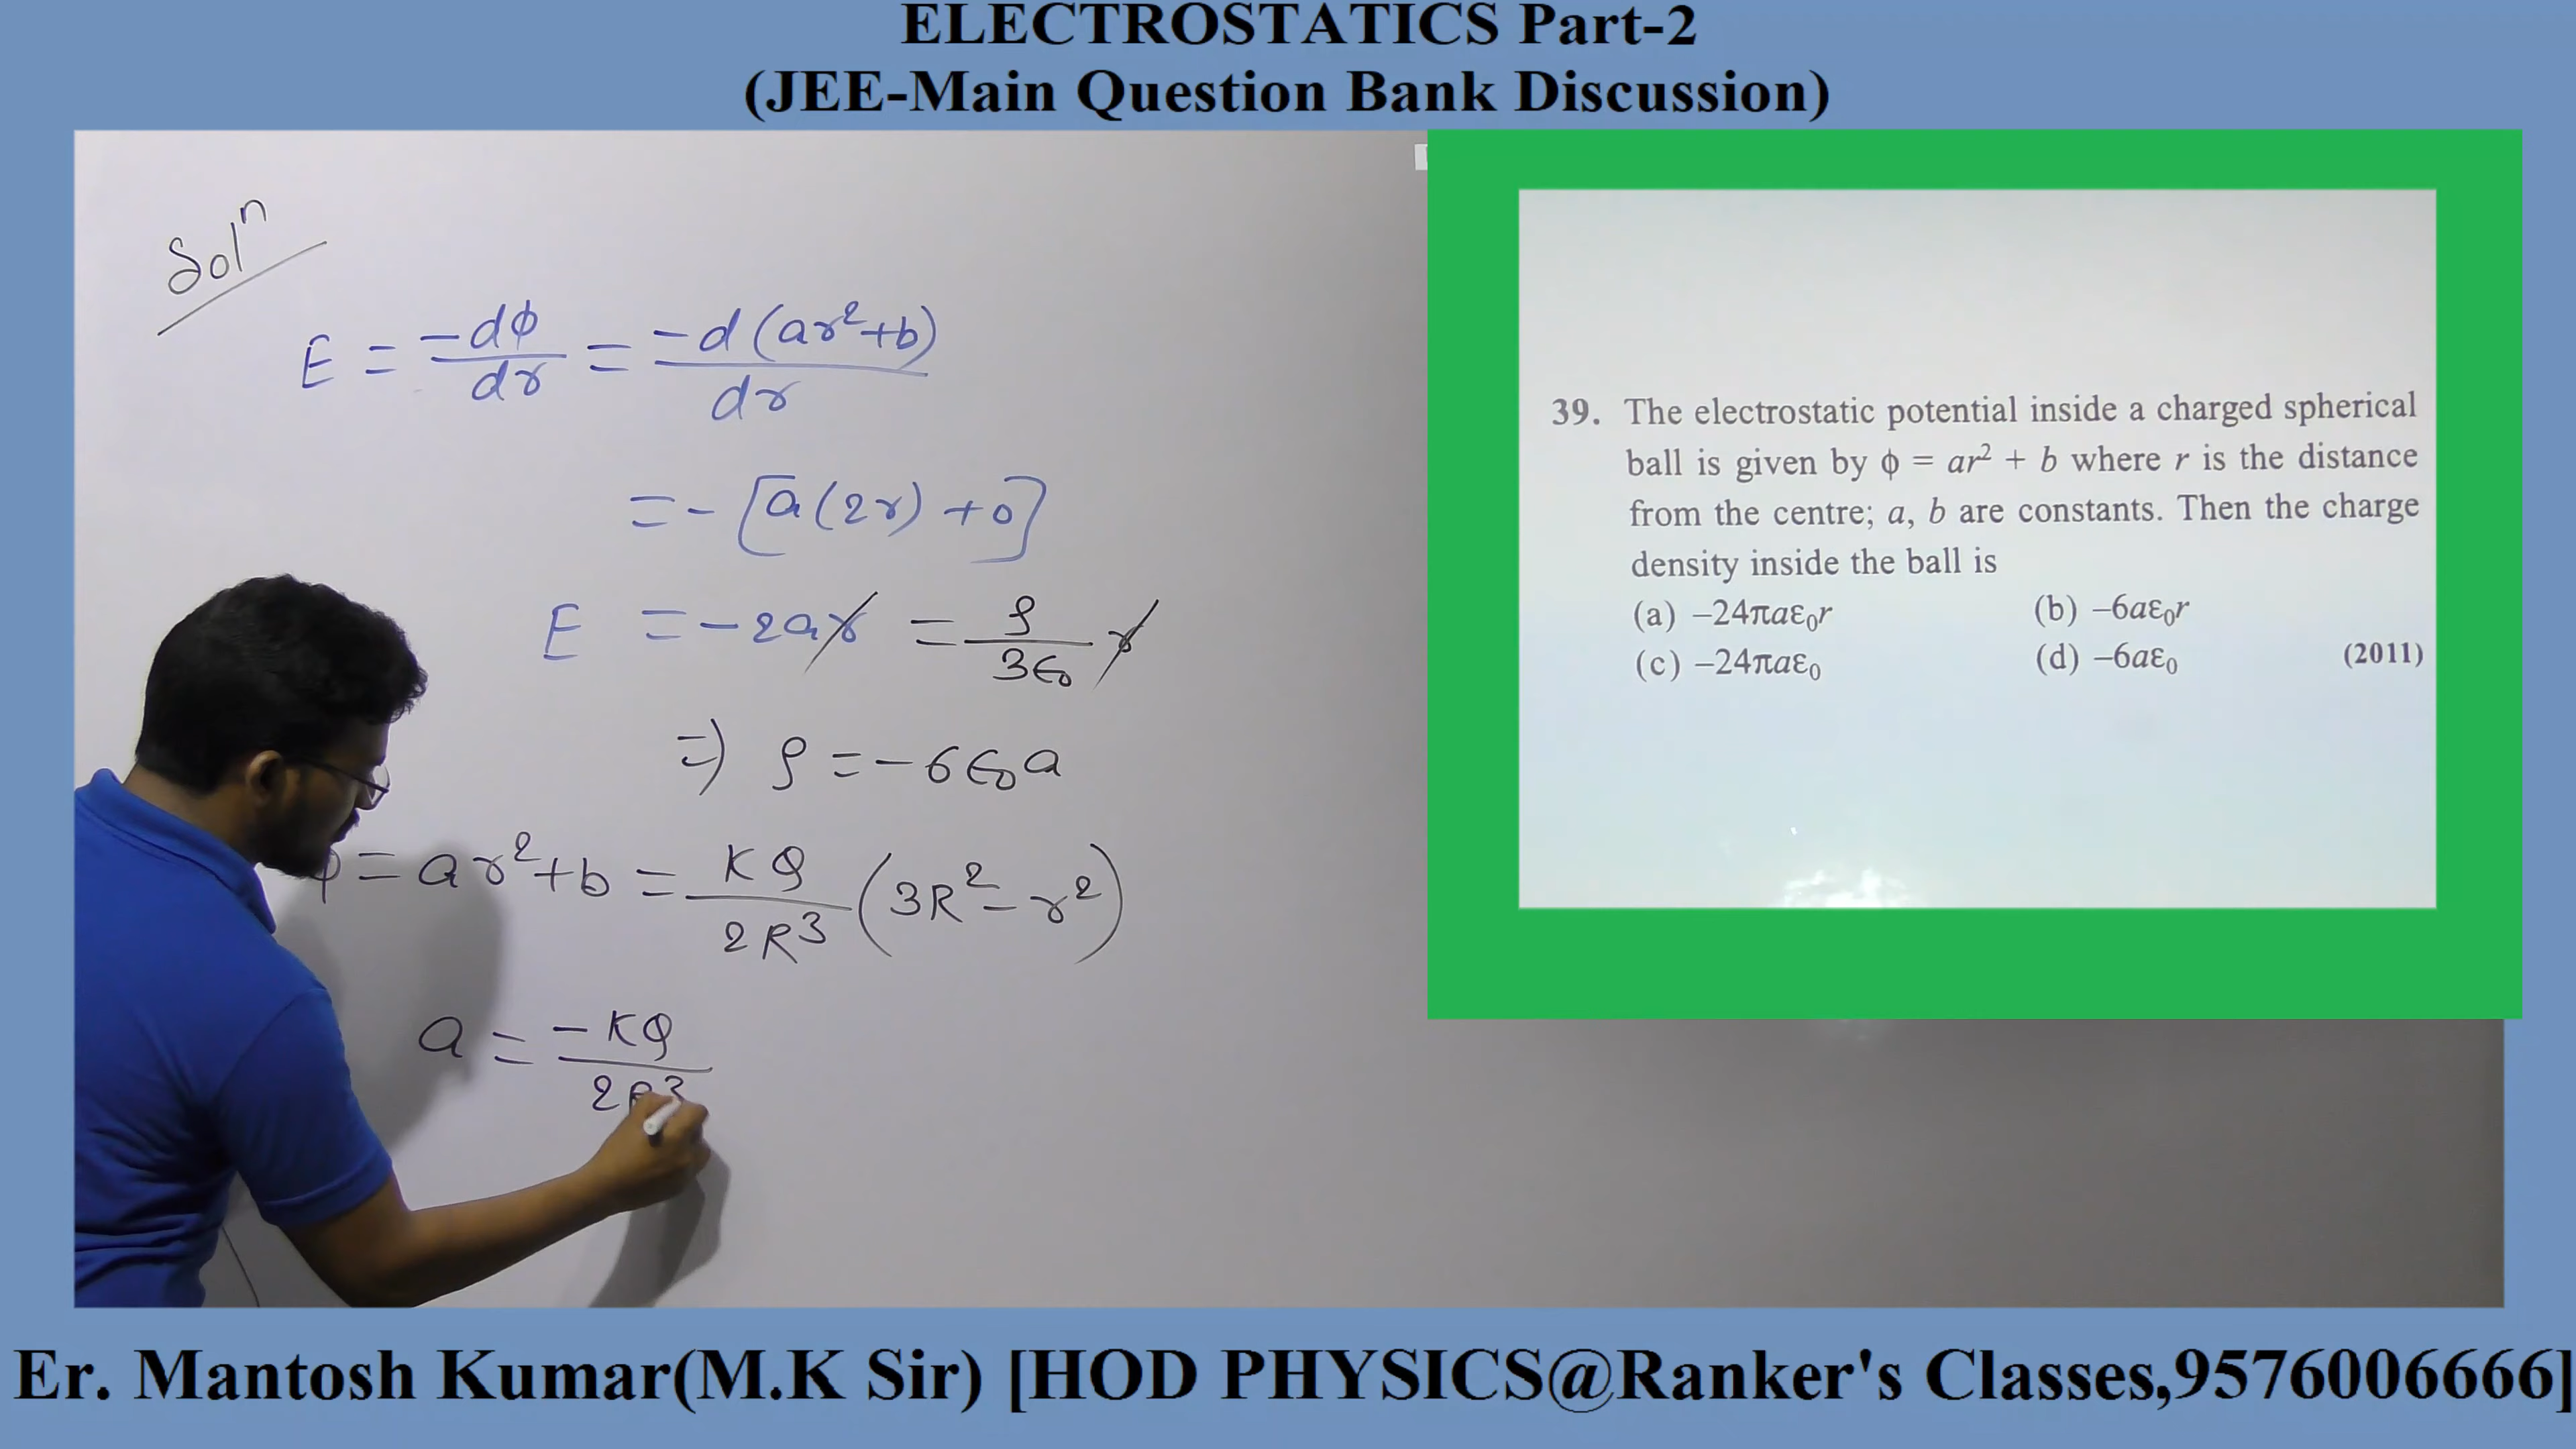 ELECTROSTATICS Part-2
(JEE-Main Question Bank Discussion)
Solⁿ
E = -dϕ/dr = -d(ar²+b)/dr
= -[a(2r)+0]
E = -2ar = ρ/3ε₀ r
⇒ ρ = -6ε₀a
ϕ = ar²+b = KQ/2R³ (3R²-r²)
a = -KQ/2R³
39. The electrostatic potential inside a charged spherical
ball is given by ϕ = ar² + b where r is the distance
from the centre; a, b are constants. Then the charge
density inside the ball is
(a) –24πaε₀r (b) –6aε₀r
(c) –24πaε₀ (d) –6aε₀ (2011)
Er. Mantosh Kumar(M.K Sir) [HOD PHYSICS@Ranker's Classes,9576006666]